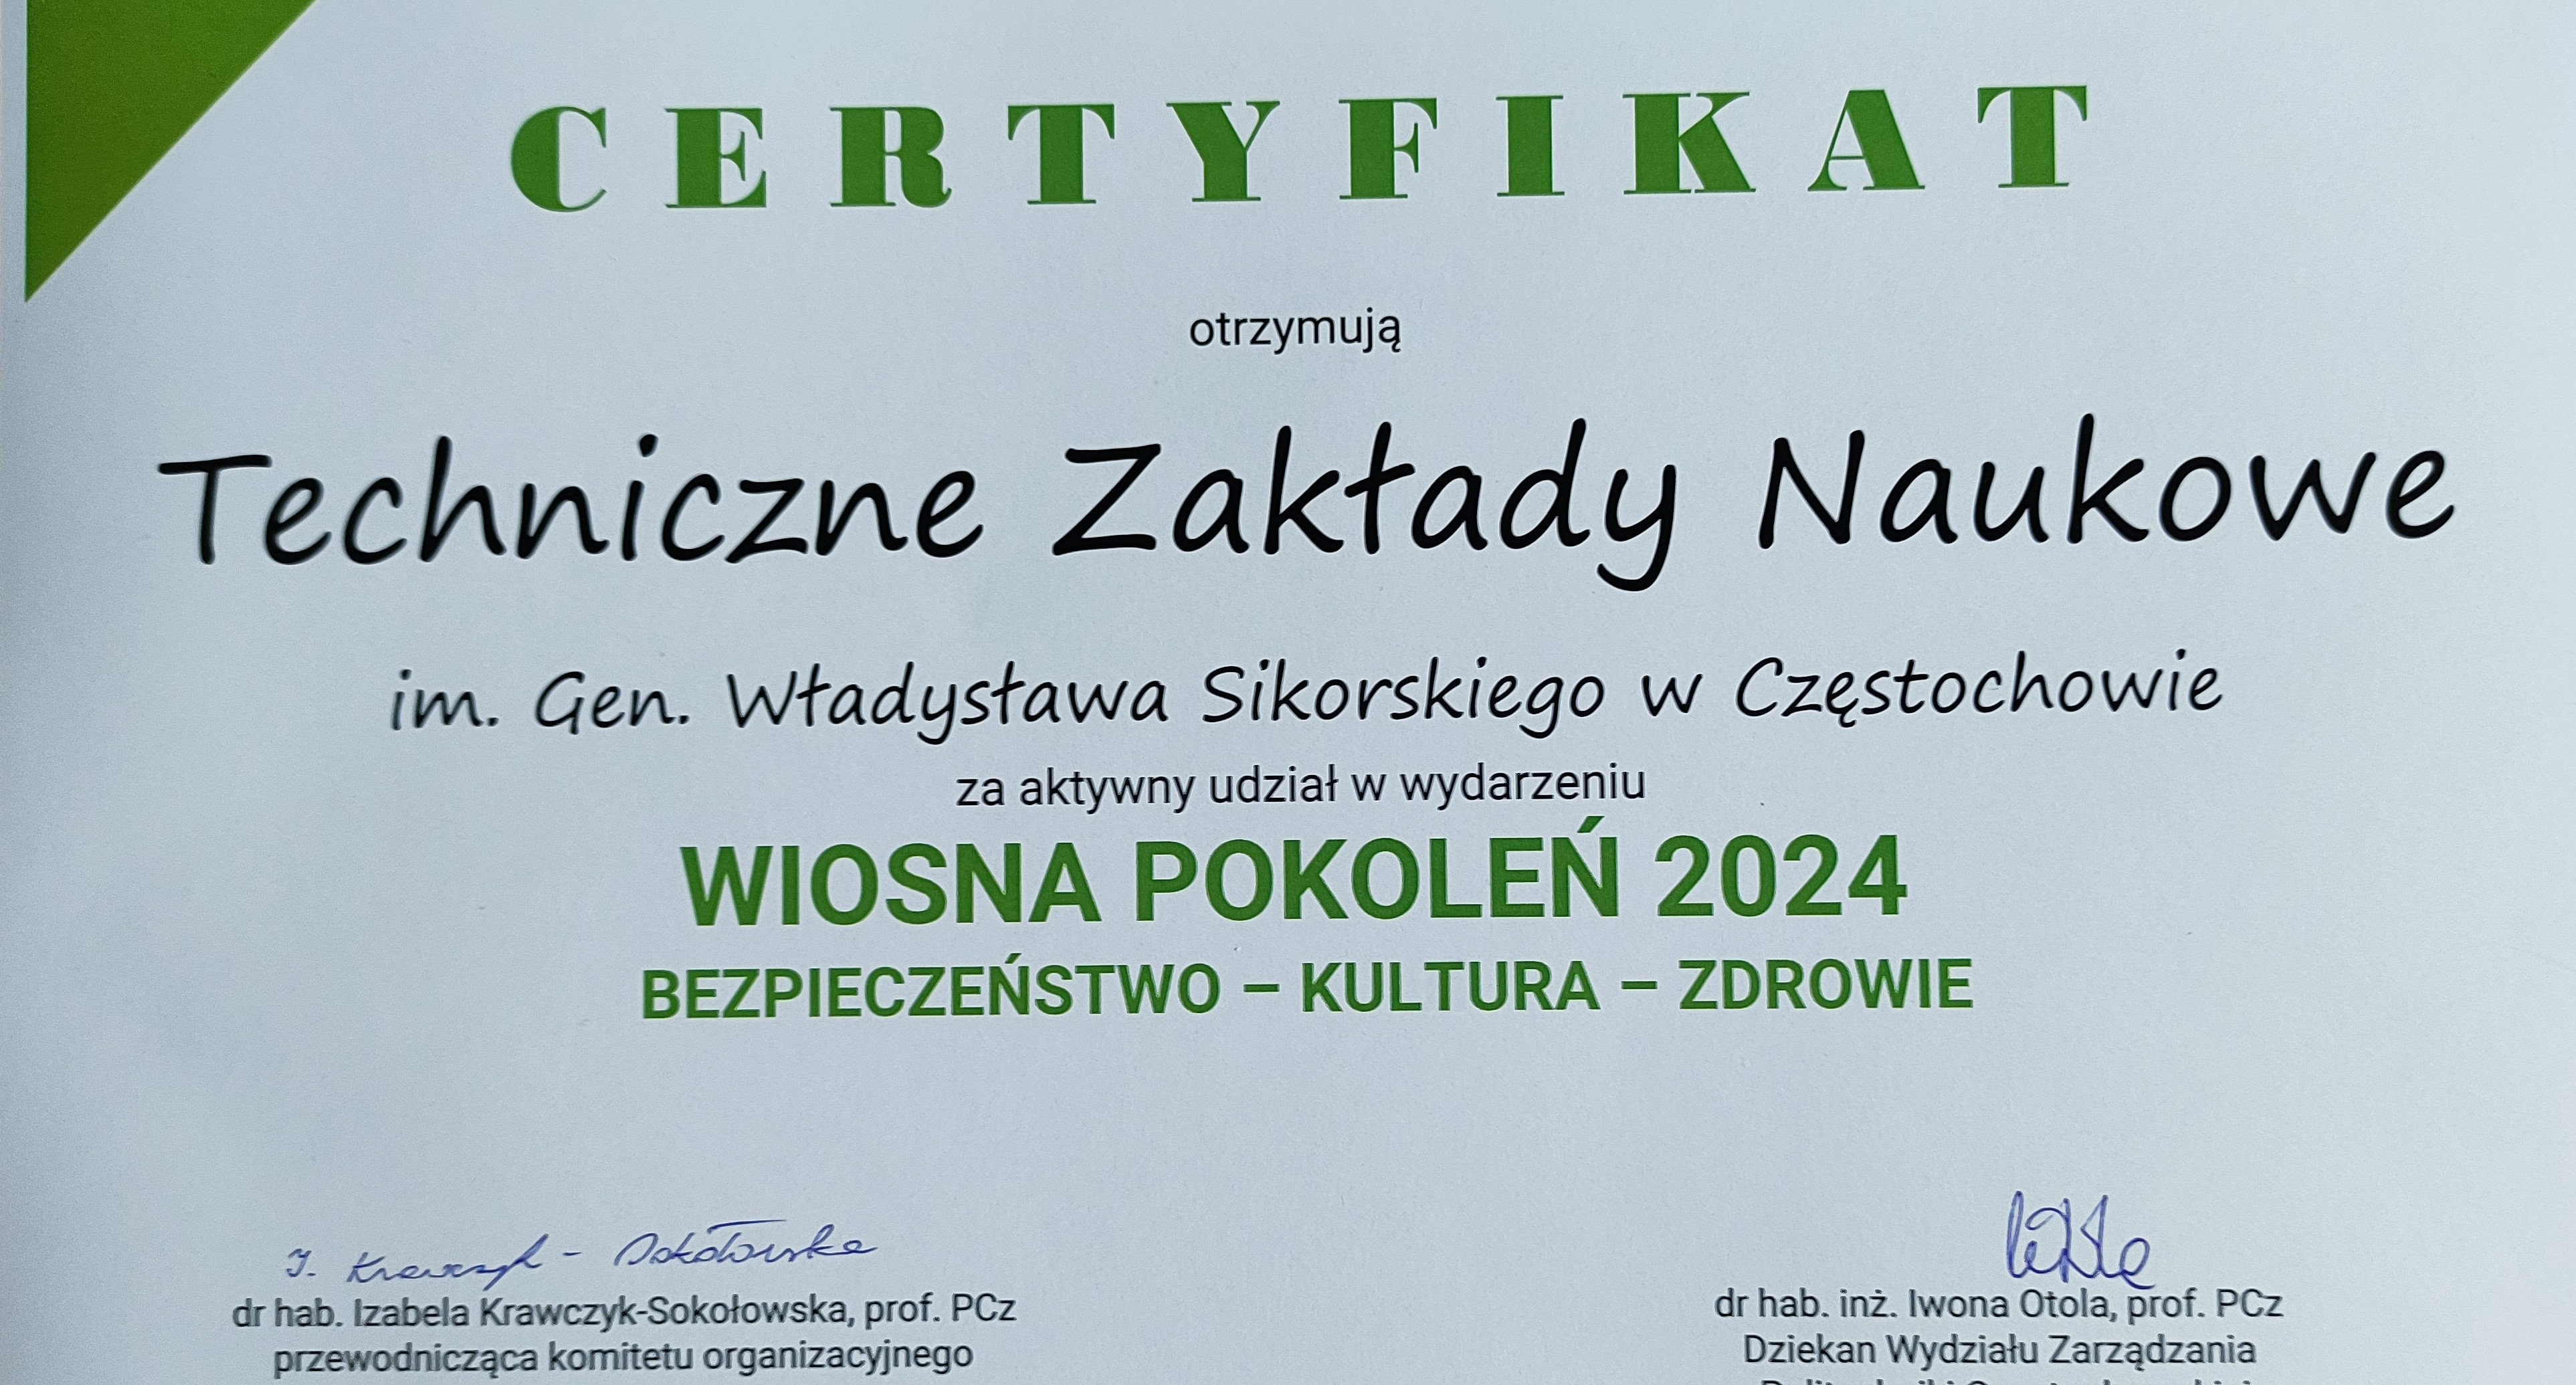 CERTYFIKAT
otrzymują
Techniczne Zakłady Naukowe
im. Gen. Władysława Sikorskiego w Częstochowie
za aktywny udział w wydarzeniu
WIOSNA POKOLEŃ 2024
BEZPIECZEŃSTWO – KULTURA – ZDROWIE
I. Krawczyk - Sokołowska
dr hab. Izabela Krawczyk-Sokołowska, prof. PCz
przewodnicząca komitetu organizacyjnego
dr hab. inż. Iwona Otola, prof. PCz
Dziekan Wydziału Zarządzania